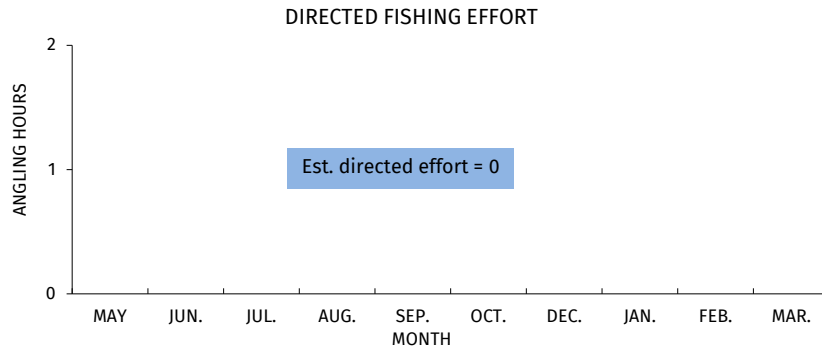 DIRECTED FISHING EFFORT
2
ANGLING HOURS
1
Est. directed effort = 0
0
MAY JUN. JUL. AUG. SEP. OCT. DEC. JAN. FEB. MAR.
MONTH